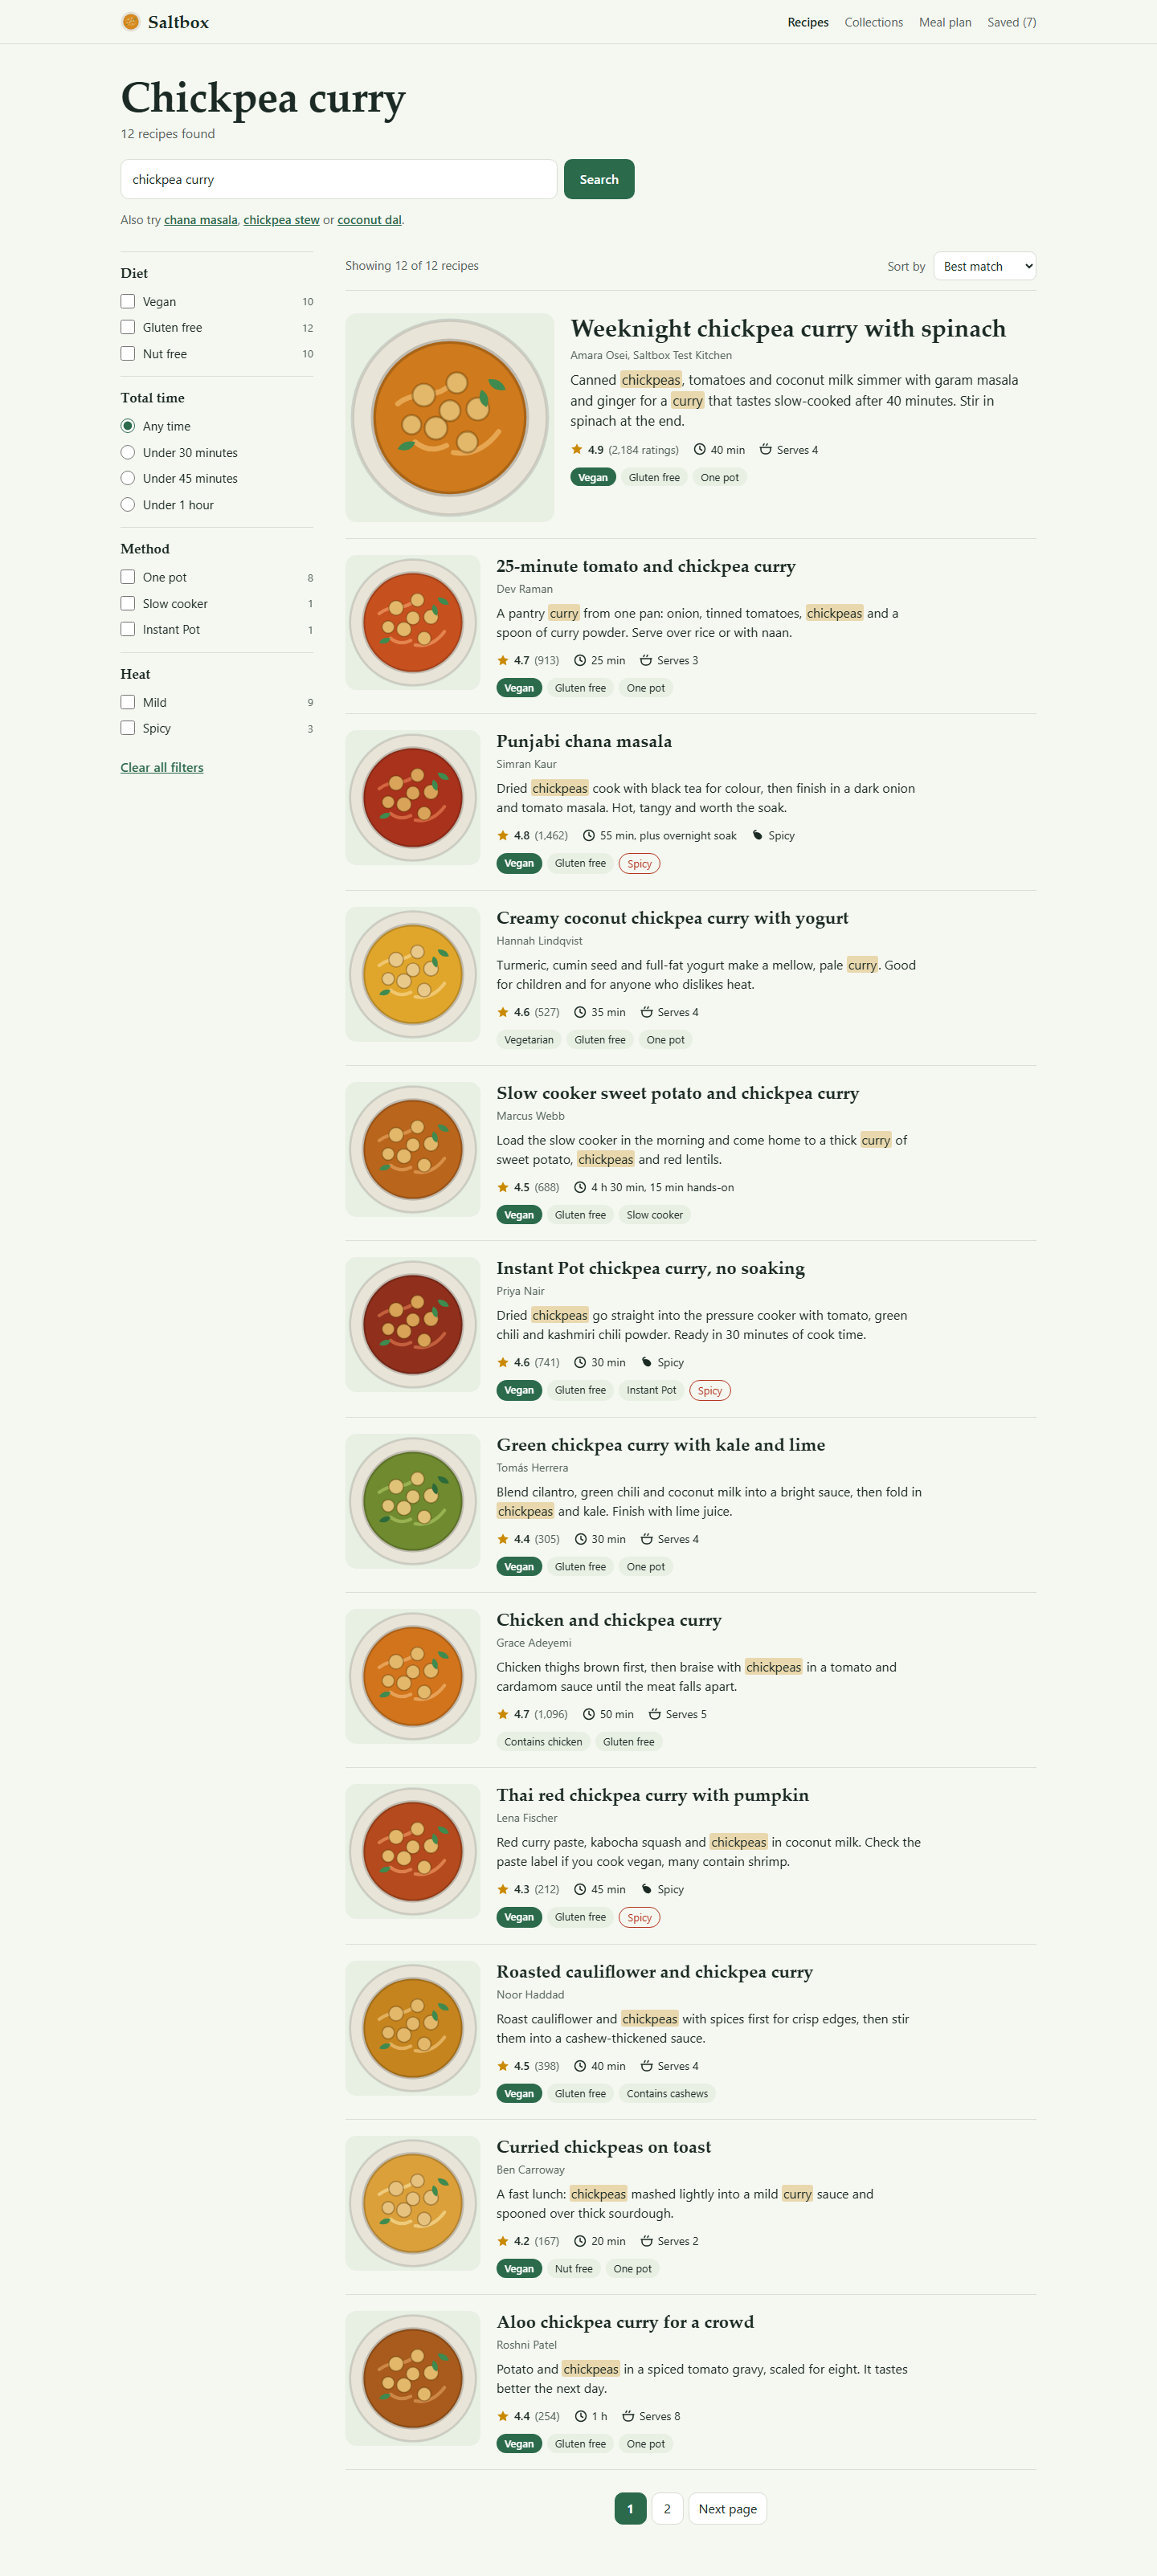 Saltbox
Recipes Collections Meal plan Saved (7)
Chickpea curry
12 recipes found
chickpea curry
Search
Also try chana masala, chickpea stew or coconut dal.
Diet
Vegan 10
Gluten free 12
Nut free 10
Total time
Any time
Under 30 minutes
Under 45 minutes
Under 1 hour
Method
One pot 8
Slow cooker 1
Instant Pot 1
Heat
Mild 9
Spicy 3
Clear all filters
Showing 12 of 12 recipes
Sort by Best match
Weeknight chickpea curry with spinach
Amara Osei, Saltbox Test Kitchen
Canned chickpeas, tomatoes and coconut milk simmer with garam masala
and ginger for a curry that tastes slow-cooked after 40 minutes. Stir in
spinach at the end.
4.9 (2,184 ratings) 40 min Serves 4
Vegan Gluten free One pot
25-minute tomato and chickpea curry
Dev Raman
A pantry curry from one pan: onion, tinned tomatoes, chickpeas and a
spoon of curry powder. Serve over rice or with naan.
4.7 (913) 25 min Serves 3
Vegan Gluten free One pot
Punjabi chana masala
Simran Kaur
Dried chickpeas cook with black tea for colour, then finish in a dark onion
and tomato masala. Hot, tangy and worth the soak.
4.8 (1,462) 55 min, plus overnight soak Spicy
Vegan Gluten free Spicy
Creamy coconut chickpea curry with yogurt
Hannah Lindqvist
Turmeric, cumin seed and full-fat yogurt make a mellow, pale curry. Good
for children and for anyone who dislikes heat.
4.6 (527) 35 min Serves 4
Vegetarian Gluten free One pot
Slow cooker sweet potato and chickpea curry
Marcus Webb
Load the slow cooker in the morning and come home to a thick curry of
sweet potato, chickpeas and red lentils.
4.5 (688) 4 h 30 min, 15 min hands-on
Vegan Gluten free Slow cooker
Instant Pot chickpea curry, no soaking
Priya Nair
Dried chickpeas go straight into the pressure cooker with tomato, green
chili and kashmiri chili powder. Ready in 30 minutes of cook time.
4.6 (741) 30 min Spicy
Vegan Gluten free Instant Pot Spicy
Green chickpea curry with kale and lime
Tomás Herrera
Blend cilantro, green chili and coconut milk into a bright sauce, then fold in
chickpeas and kale. Finish with lime juice.
4.4 (305) 30 min Serves 4
Vegan Gluten free One pot
Chicken and chickpea curry
Grace Adeyemi
Chicken thighs brown first, then braise with chickpeas in a tomato and
cardamom sauce until the meat falls apart.
4.7 (1,096) 50 min Serves 5
Contains chicken Gluten free
Thai red chickpea curry with pumpkin
Lena Fischer
Red curry paste, kabocha squash and chickpeas in coconut milk. Check the
paste label if you cook vegan, many contain shrimp.
4.3 (212) 45 min Spicy
Vegan Gluten free Spicy
Roasted cauliflower and chickpea curry
Noor Haddad
Roast cauliflower and chickpeas with spices first for crisp edges, then stir
them into a cashew-thickened sauce.
4.5 (398) 40 min Serves 4
Vegan Gluten free Contains cashews
Curried chickpeas on toast
Ben Carroway
A fast lunch: chickpeas mashed lightly into a mild curry sauce and
spooned over thick sourdough.
4.2 (167) 20 min Serves 2
Vegan Nut free One pot
Aloo chickpea curry for a crowd
Roshni Patel
Potato and chickpeas in a spiced tomato gravy, scaled for eight. It tastes
better the next day.
4.4 (254) 1 h Serves 8
Vegan Gluten free One pot
1 2 Next page